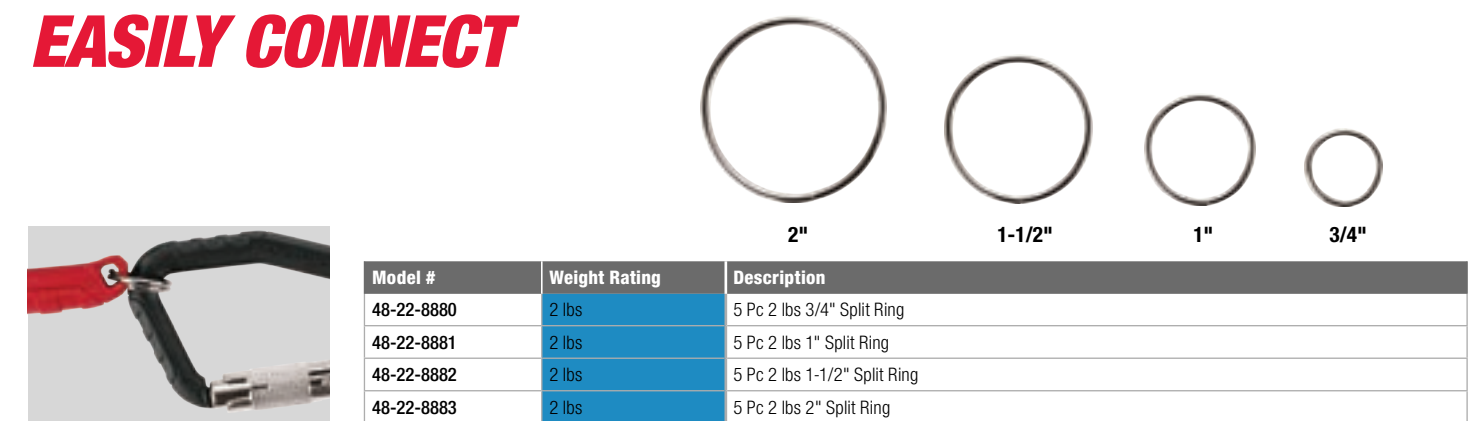 EASILY CONNECT
2" 1-1/2" 1" 3/4"
Model # Weight Rating Description
48-22-8880 2 lbs 5 Pc 2 lbs 3/4" Split Ring
48-22-8881 2 lbs 5 Pc 2 lbs 1" Split Ring
48-22-8882 2 lbs 5 Pc 2 lbs 1-1/2" Split Ring
48-22-8883 2 lbs 5 Pc 2 lbs 2" Split Ring